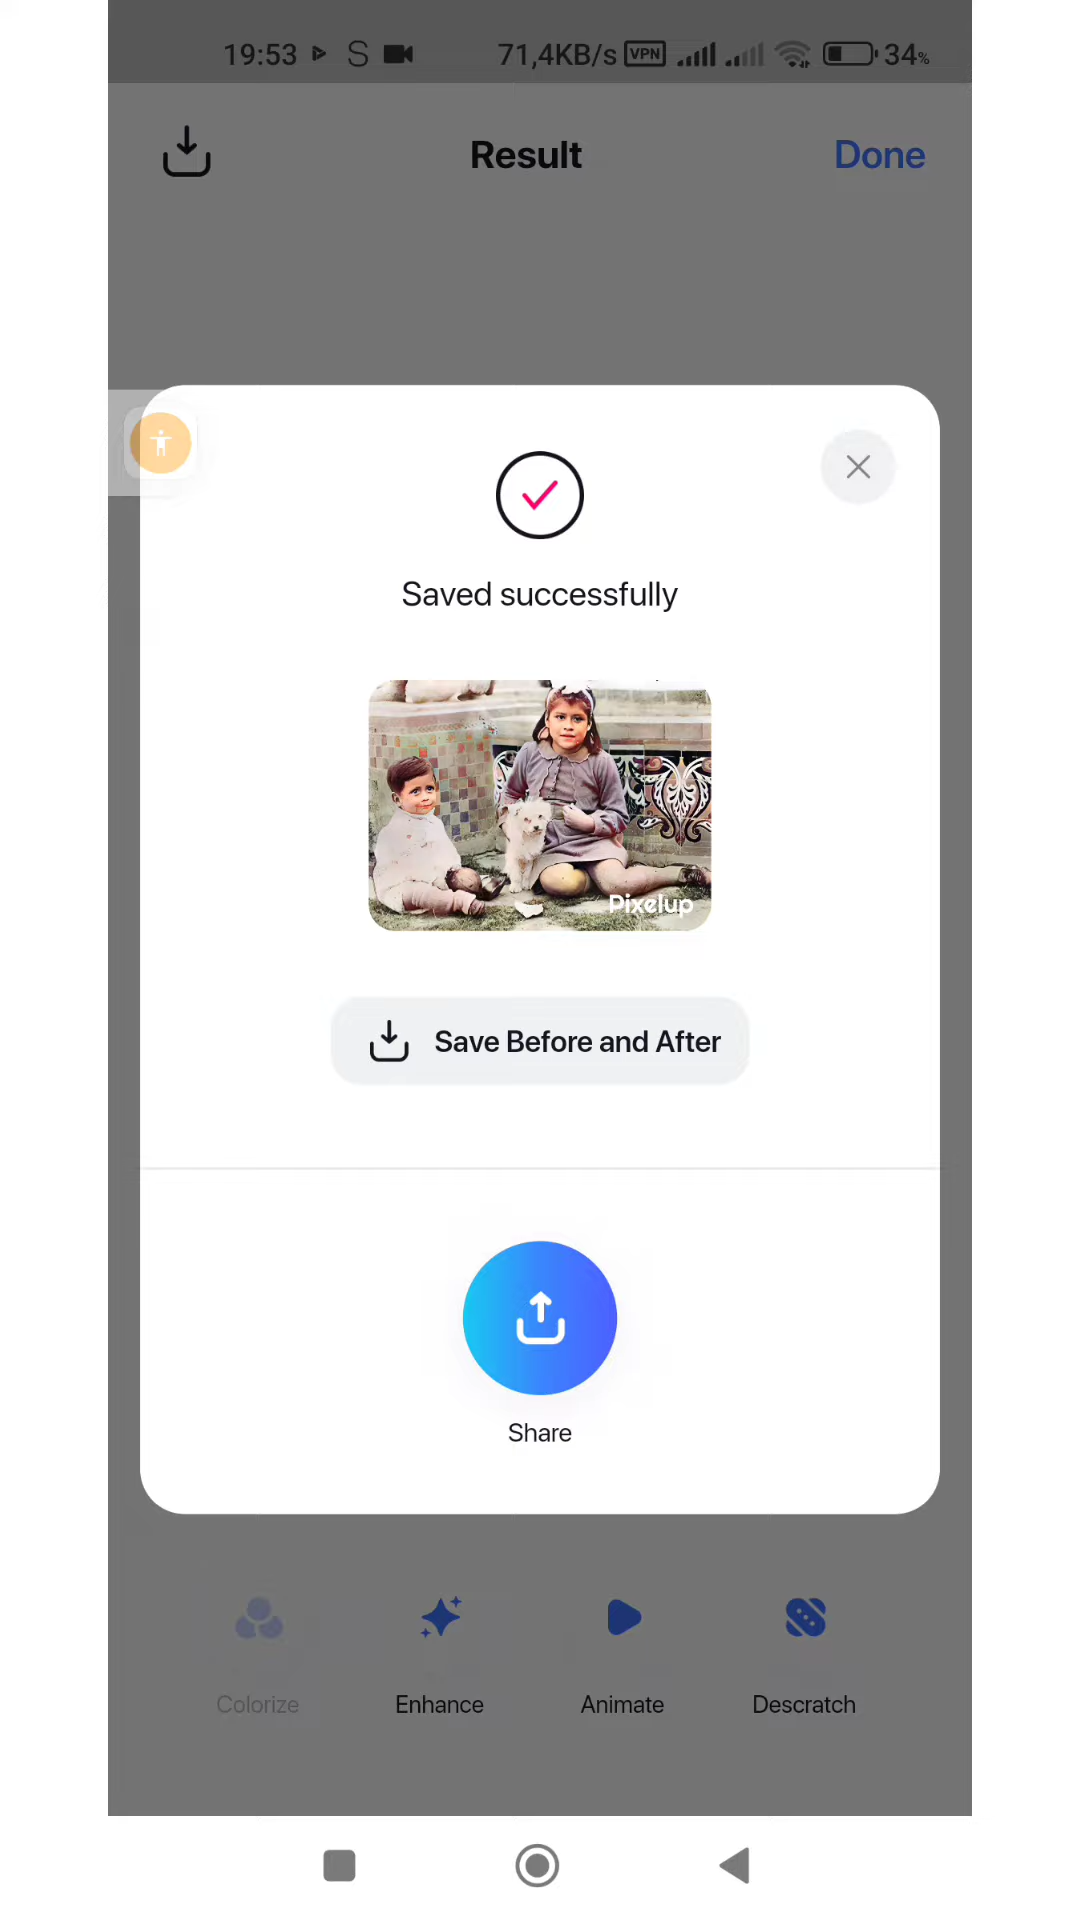 19:53 S 71,4KB/s VPN 34%
Result
Done
Saved successfully
Pixelup
Save Before and After
Share
Colorize Enhance Animate Descratch